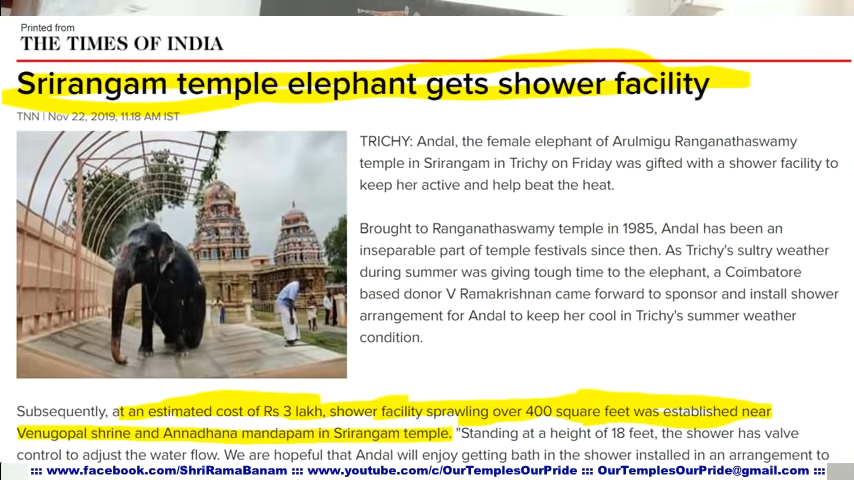 Printed from
THE TIMES OF INDIA
Srirangam temple elephant gets shower facility
TNN | Nov 22, 2019, 11.18 AM IST
TRICHY: Andal, the female elephant of Arulmigu Ranganathaswamy
temple in Srirangam in Trichy on Friday was gifted with a shower facility to
keep her active and help beat the heat.
Brought to Ranganathaswamy temple in 1985, Andal has been an
inseparable part of temple festivals since then. As Trichy's sultry weather
during summer was giving tough time to the elephant, a Coimbatore
based donor V Ramakrishnan came forward to sponsor and install shower
arrangement for Andal to keep her cool in Trichy's summer weather
condition.
Subsequently, at an estimated cost of Rs 3 lakh, shower facility sprawling over 400 square feet was established near
Venugopal shrine and Annadhana mandapam in Srirangam temple. "Standing at a height of 18 feet, the shower has valve
control to adjust the water flow. We are hopeful that Andal will enjoy getting bath in the shower installed in an arrangement to
::: www.facebook.com/ShriRamaBanam ::: www.youtube.com/c/OurTemplesOurPride ::: OurTemplesOurPride@gmail.com :::